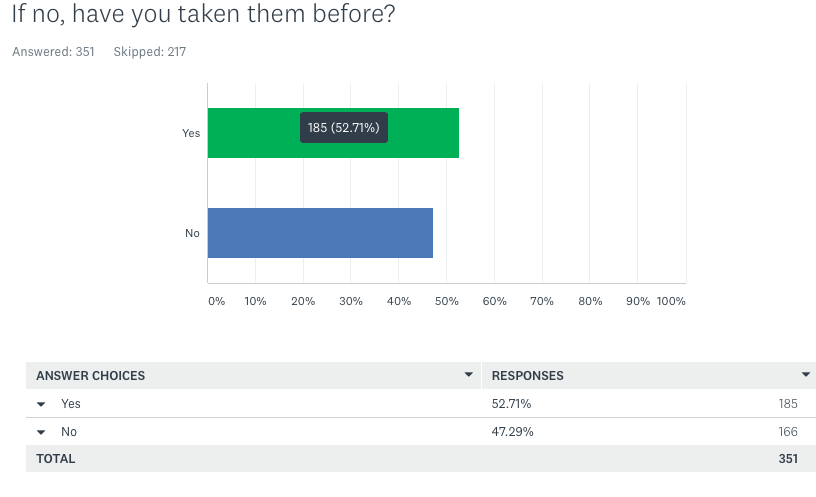 If no, have you taken them before?
Answered: 351 Skipped: 217
Yes
185 (52.71%)
No
0% 10% 20% 30% 40% 50% 60% 70% 80% 90% 100%
ANSWER CHOICES RESPONSES
Yes 52.71% 185
No 47.29% 166
TOTAL 351